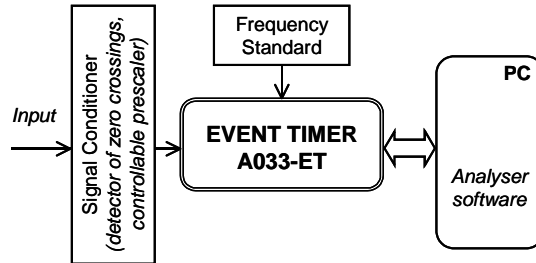 Input
Signal Conditioner
(detector of zero crossings,
controllable prescaler)
Frequency
Standard
EVENT TIMER
A033-ET
PC
Analyser
software